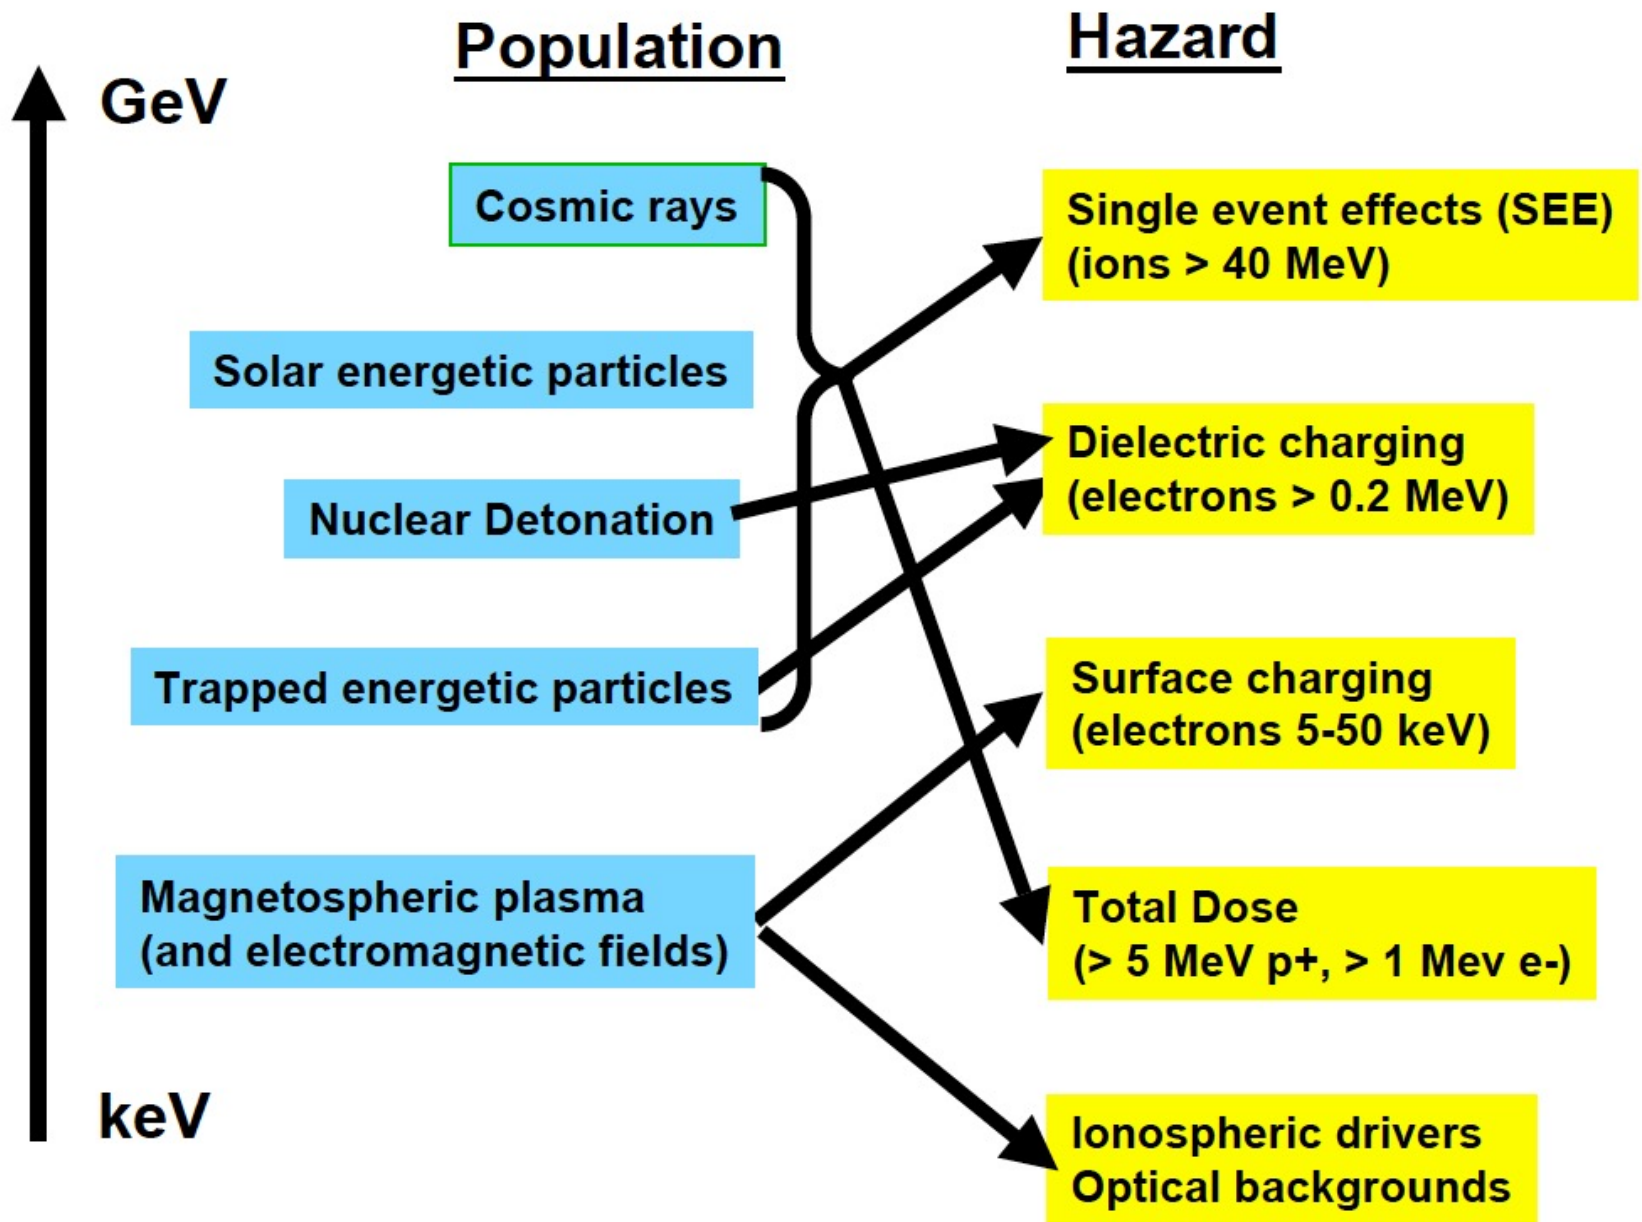 Population
Hazard
GeV
Cosmic rays
Single event effects (SEE)
(ions > 40 MeV)
Solar energetic particles
Dielectric charging
(electrons > 0.2 MeV)
Nuclear Detonation
Trapped energetic particles
Surface charging
(electrons 5-50 keV)
Magnetospheric plasma
(and electromagnetic fields)
Total Dose
(> 5 MeV p+, > 1 Mev e-)
keV
Ionospheric drivers
Optical backgrounds